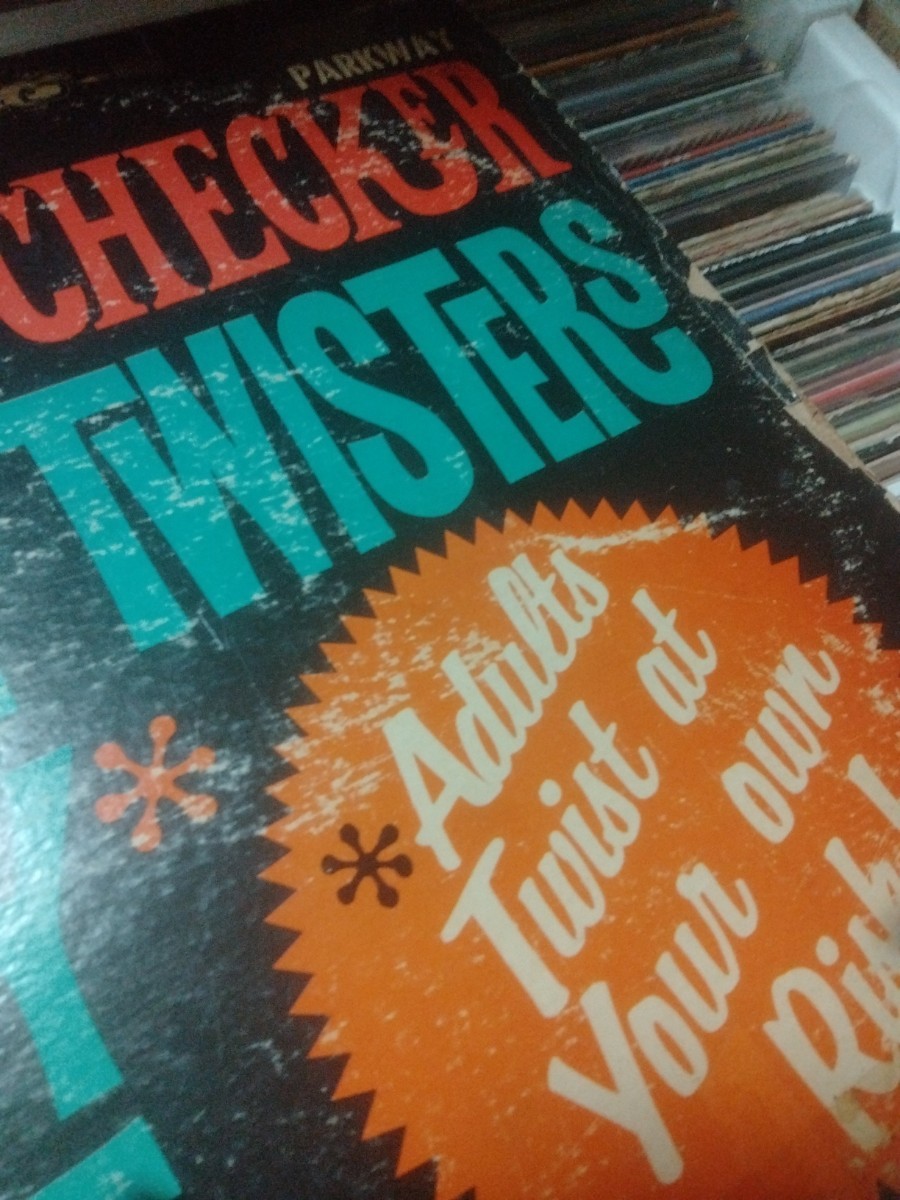 PARKWAY
CHECKER
TWISTERS
* Adults
Twist at
Your own